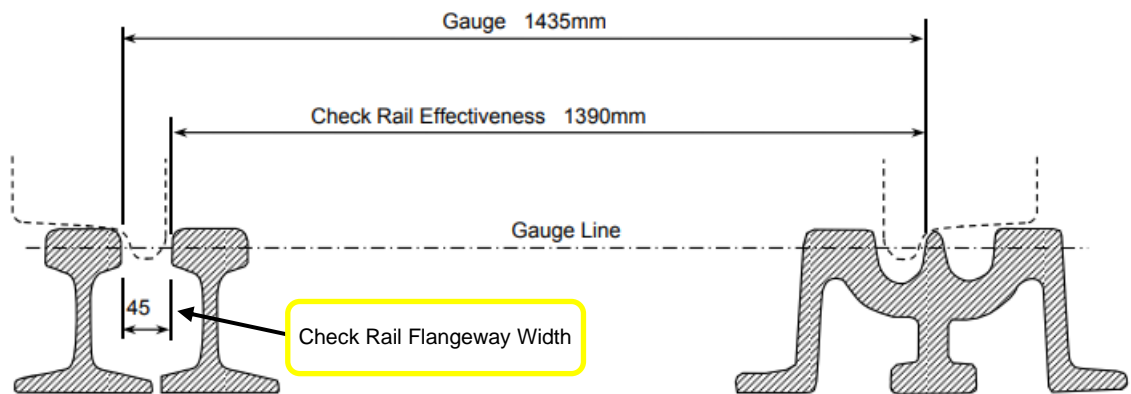 Gauge 1435mm
Check Rail Effectiveness 1390mm
Gauge Line
45
Check Rail Flangeway Width